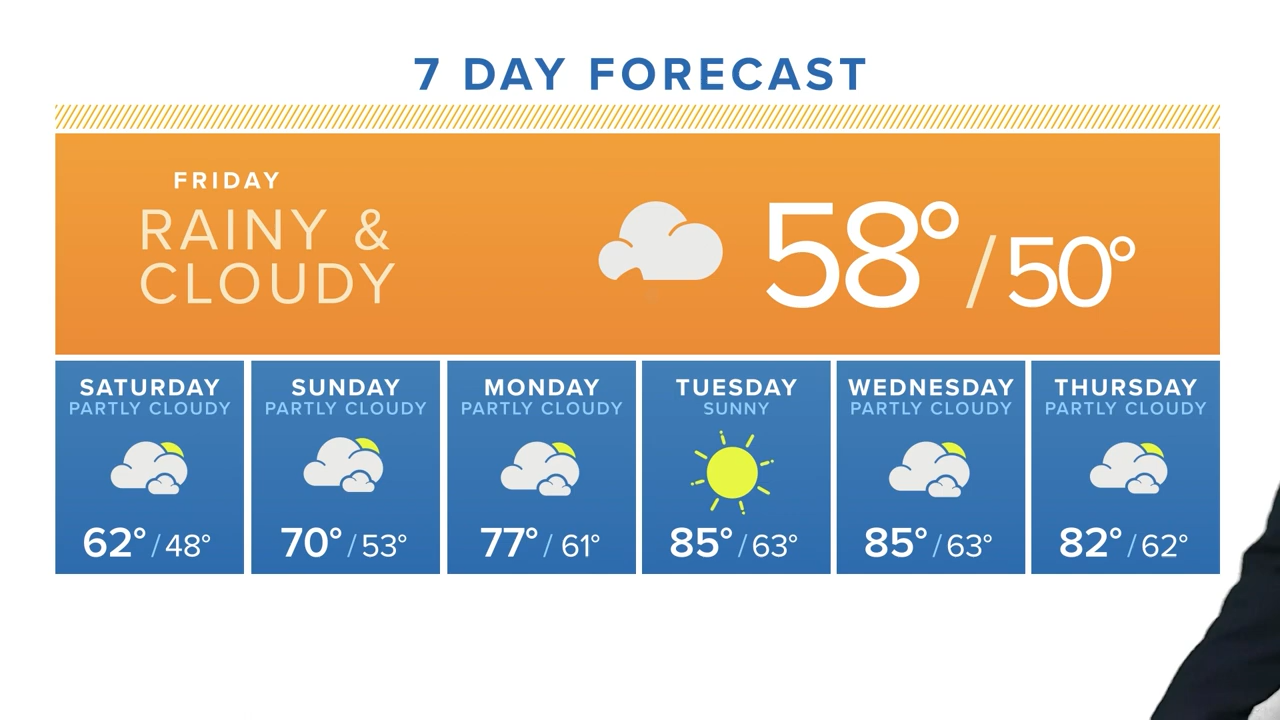 7 DAY FORECAST
FRIDAY
RAINY &
CLOUDY
58° / 50°
SATURDAY
PARTLY CLOUDY
62° / 48°
SUNDAY
PARTLY CLOUDY
70° / 53°
MONDAY
PARTLY CLOUDY
77° / 61°
TUESDAY
SUNNY
85° / 63°
WEDNESDAY
PARTLY CLOUDY
85° / 63°
THURSDAY
PARTLY CLOUDY
82° / 62°